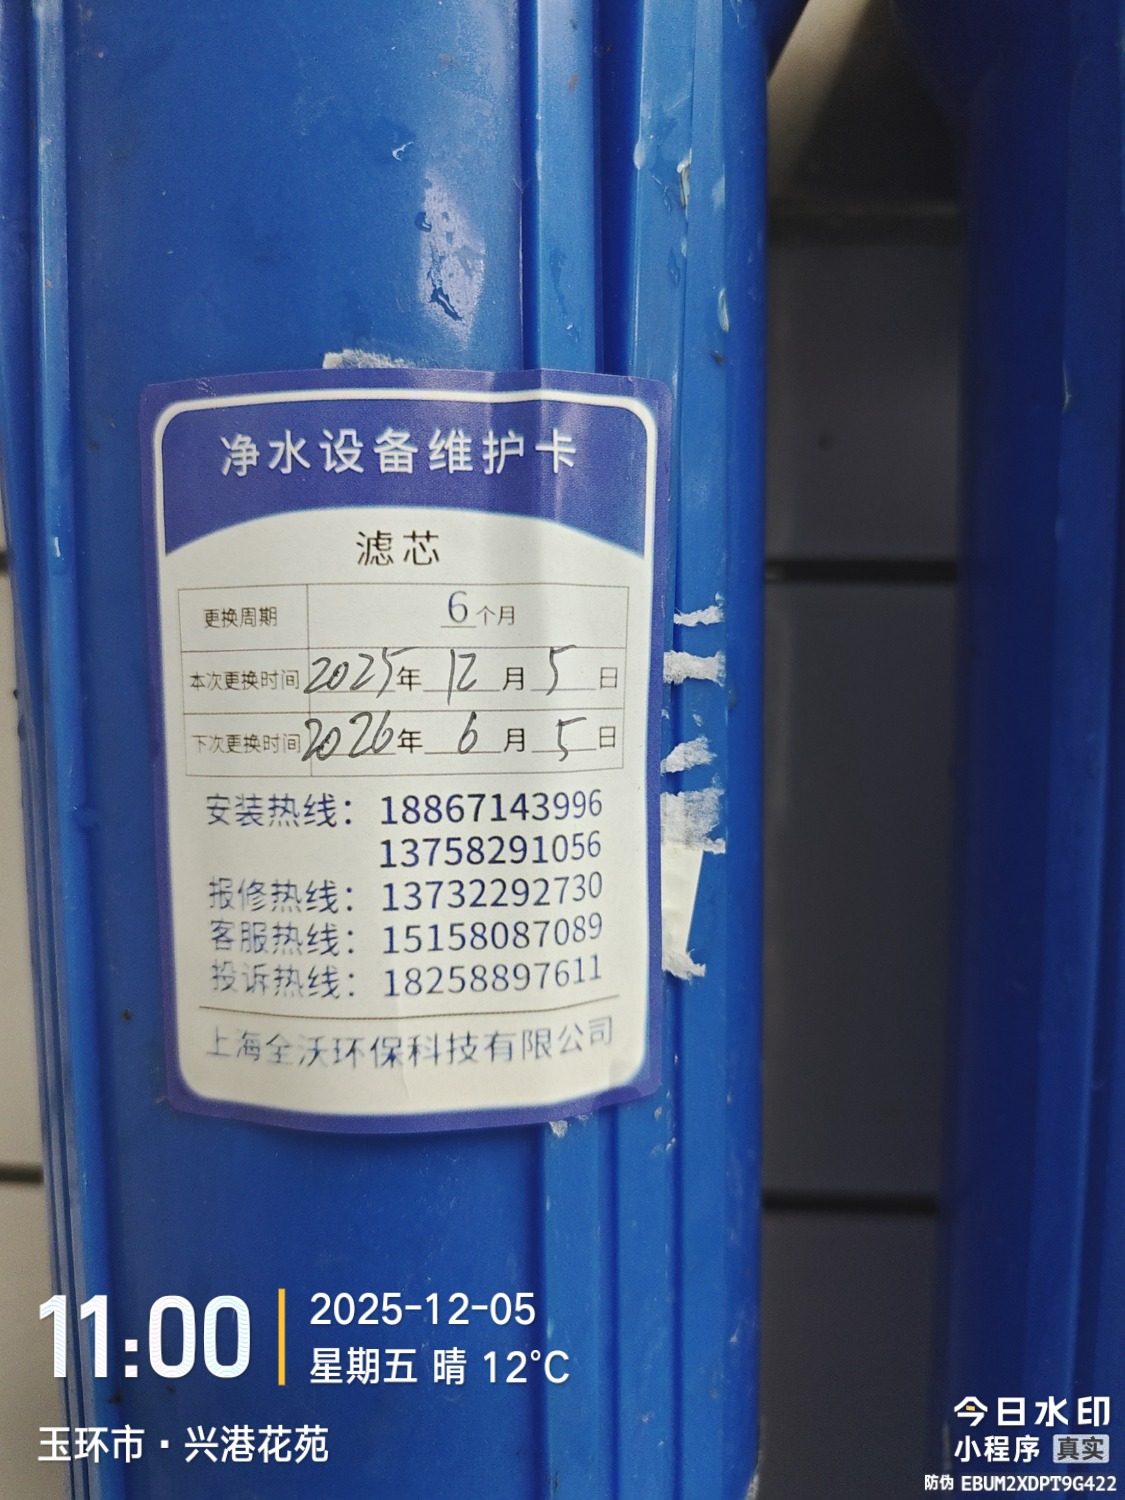 净水设备维护卡
滤芯
更换周期 6个月
本次更换时间 2025年 12月 5日
下次更换时间 2026年 6月 5日
安装热线：18867143996
13758291056
报修热线：13732292730
客服热线：15158087089
投诉热线：18258897611
上海全沃环保科技有限公司
11:00
2025-12-05
星期五 晴 12℃
玉环市·兴港花苑
今日水印
小程序 真实
防伪 EBUM2XDPT9G422